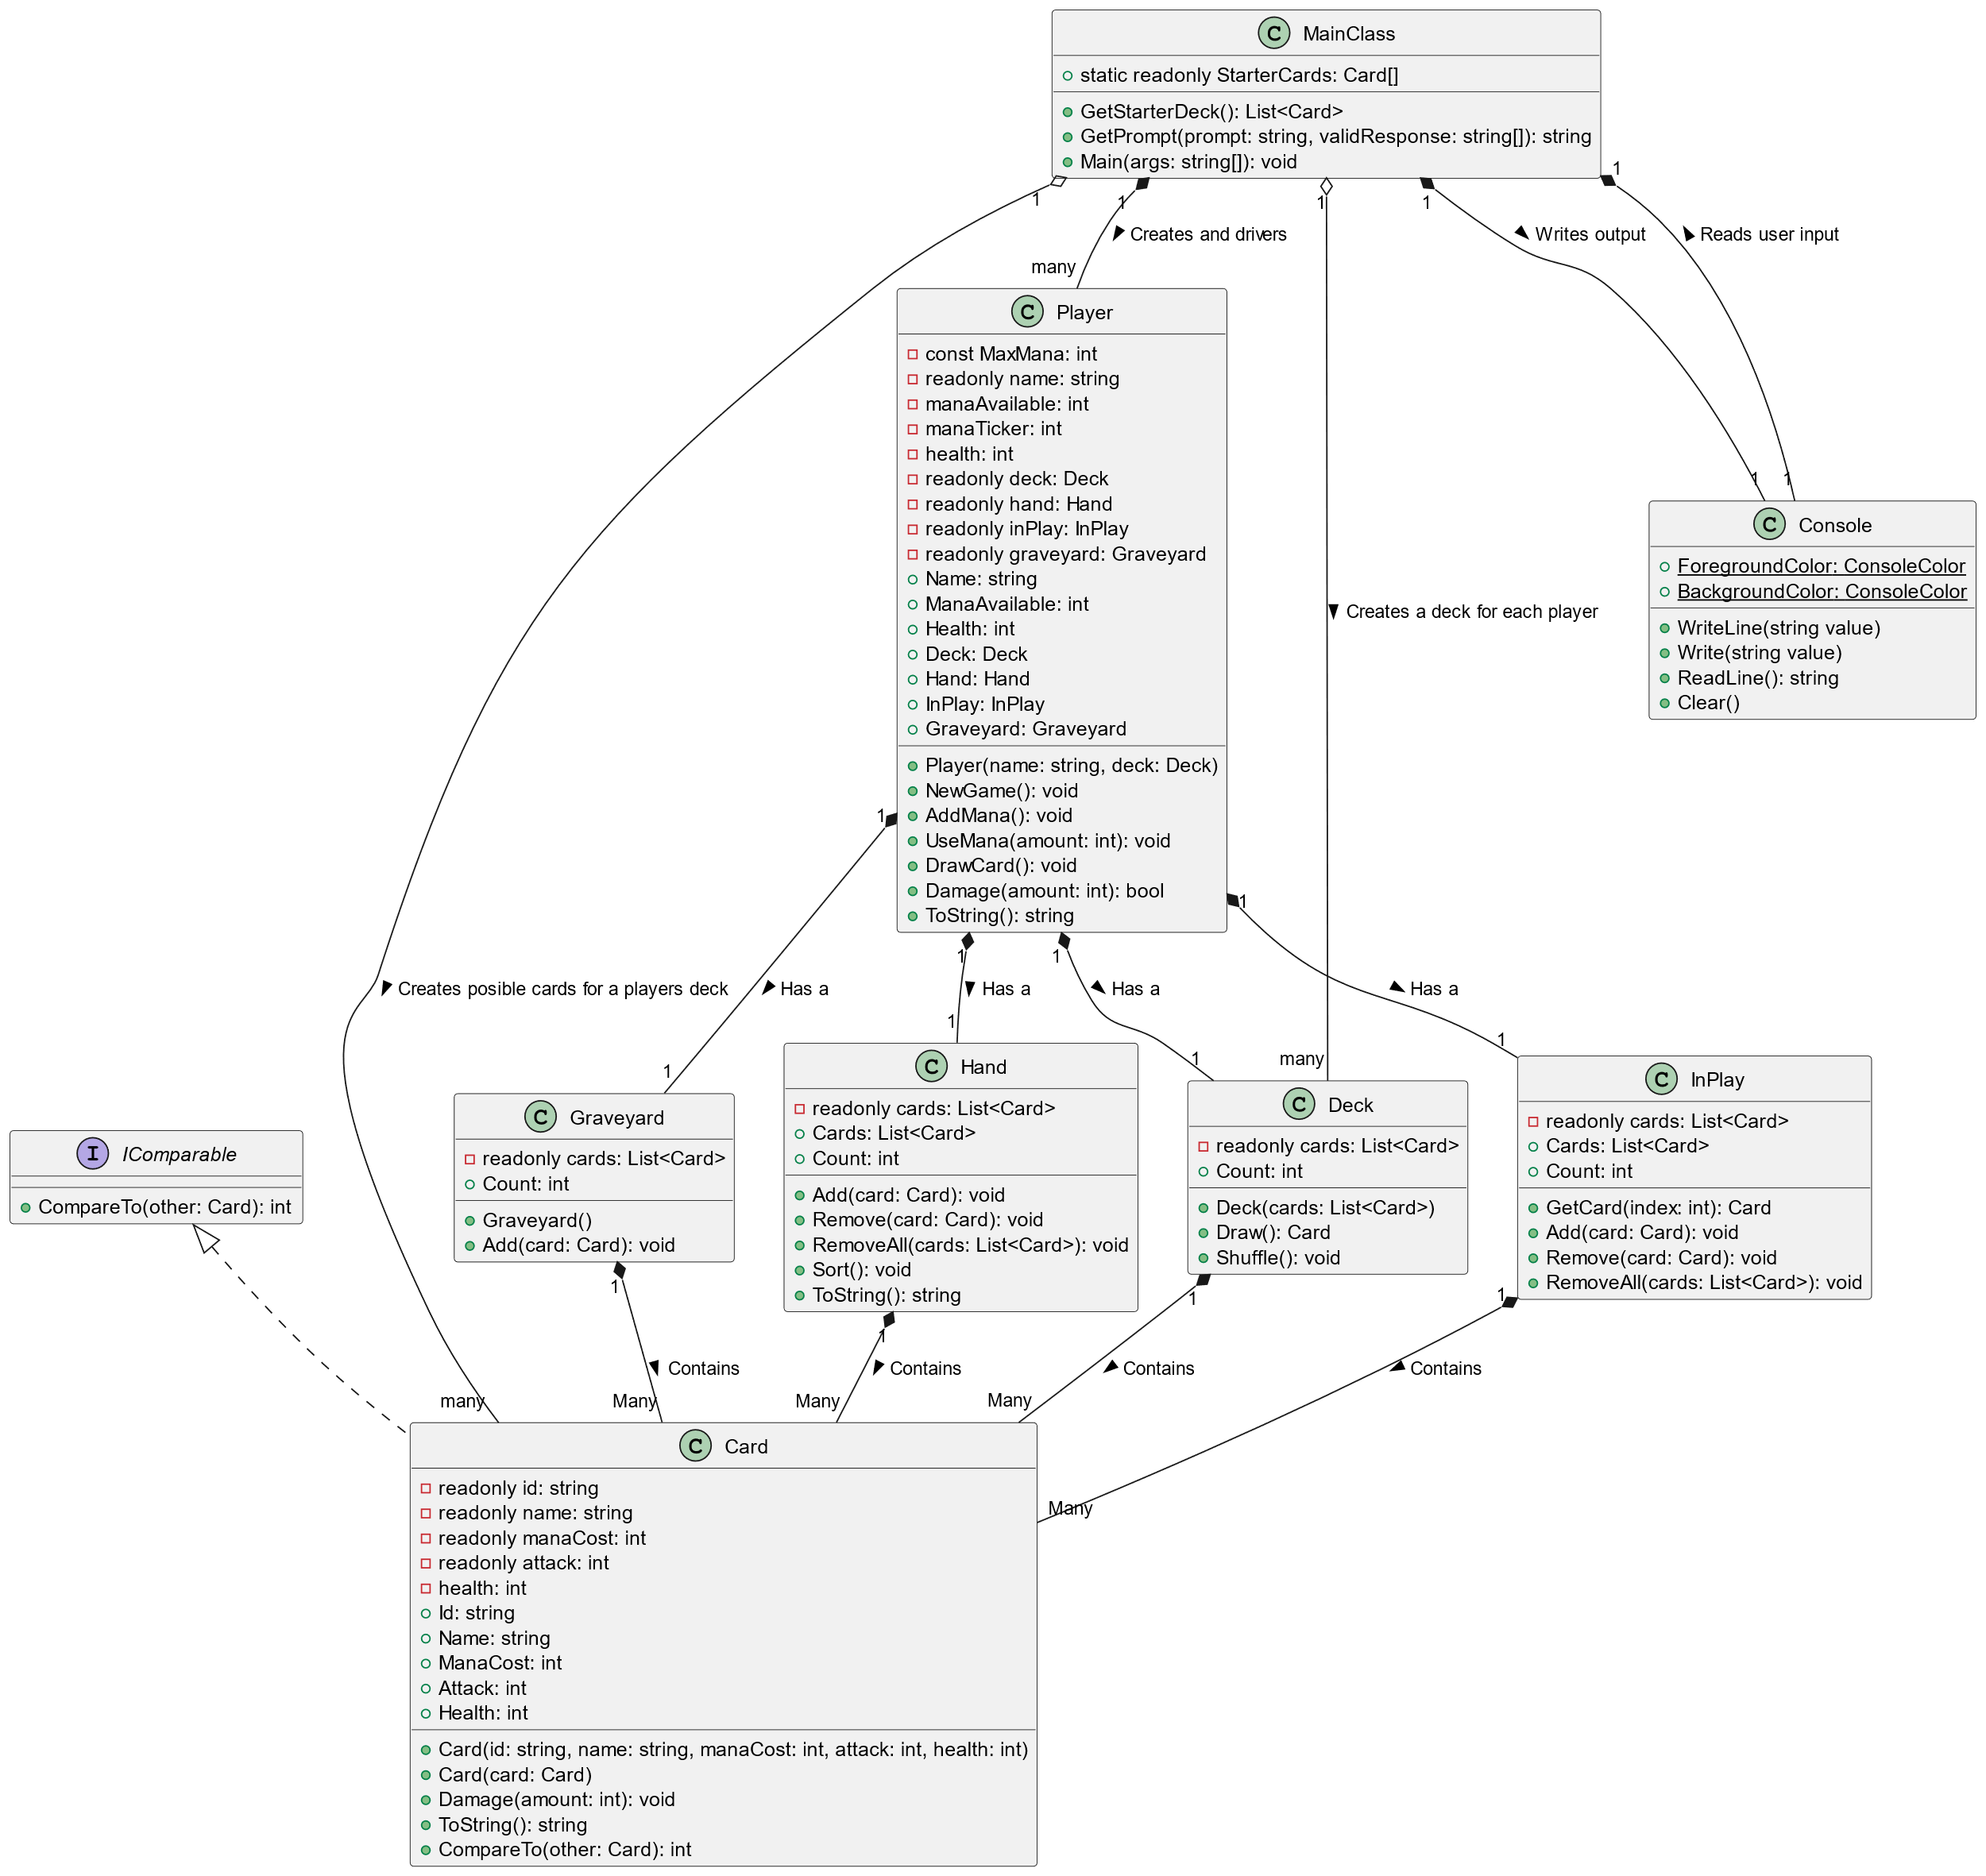 C MainClass
static readonly StarterCards: Card[]
GetStarterDeck(): List<Card>
GetPrompt(prompt: string, validResponse: string[]): string
Main(args: string[]): void
1
1
1
1
1
Creates and drivers
Writes output
Reads user input
many
C Player
const MaxMana: int
readonly name: string
manaAvailable: int
manaTicker: int
health: int
readonly deck: Deck
readonly hand: Hand
readonly inPlay: InPlay
readonly graveyard: Graveyard
Name: string
ManaAvailable: int
Health: int
Deck: Deck
Hand: Hand
InPlay: InPlay
Graveyard: Graveyard
Player(name: string, deck: Deck)
NewGame(): void
AddMana(): void
UseMana(amount: int): void
DrawCard(): void
Damage(amount: int): bool
ToString(): string
1
1
C Console
ForegroundColor: ConsoleColor
BackgroundColor: ConsoleColor
WriteLine(string value)
Write(string value)
ReadLine(): string
Clear()
Creates a deck for each player
1
1
1
1
Creates posible cards for a players deck
Has a
Has a
Has a
Has a
1
1
1
many
1
I IComparable
CompareTo(other: Card): int
C Graveyard
readonly cards: List<Card>
Count: int
Graveyard()
Add(card: Card): void
C Hand
readonly cards: List<Card>
Cards: List<Card>
Count: int
Add(card: Card): void
Remove(card: Card): void
RemoveAll(cards: List<Card>): void
Sort(): void
ToString(): string
C Deck
readonly cards: List<Card>
Count: int
Deck(cards: List<Card>)
Draw(): Card
Shuffle(): void
C InPlay
readonly cards: List<Card>
Cards: List<Card>
Count: int
GetCard(index: int): Card
Add(card: Card): void
Remove(card: Card): void
RemoveAll(cards: List<Card>): void
1
1
1
1
Contains
Contains
Contains
Contains
many
Many
Many
Many
Many
C Card
readonly id: string
readonly name: string
readonly manaCost: int
readonly attack: int
health: int
Id: string
Name: string
ManaCost: int
Attack: int
Health: int
Card(id: string, name: string, manaCost: int, attack: int, health: int)
Card(card: Card)
Damage(amount: int): void
ToString(): string
CompareTo(other: Card): int